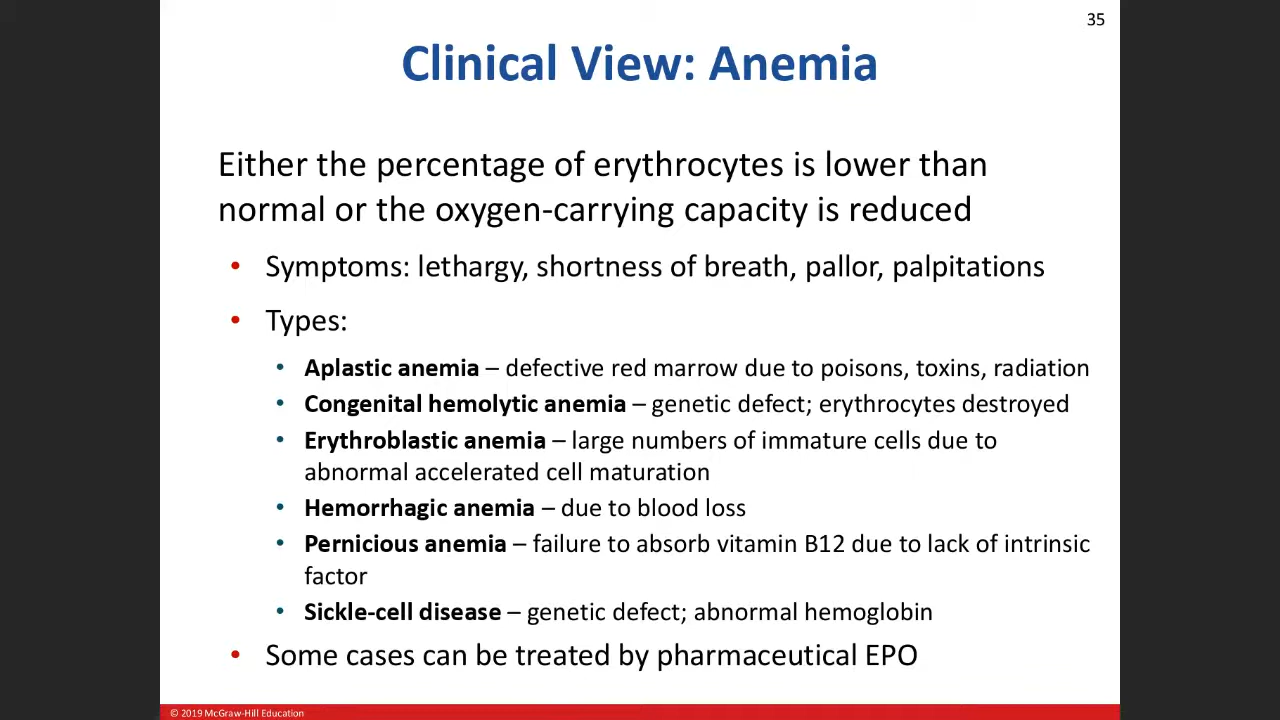 35
Clinical View: Anemia
Either the percentage of erythrocytes is lower than
normal or the oxygen-carrying capacity is reduced
• Symptoms: lethargy, shortness of breath, pallor, palpitations
• Types:
• Aplastic anemia – defective red marrow due to poisons, toxins, radiation
• Congenital hemolytic anemia – genetic defect; erythrocytes destroyed
• Erythroblastic anemia – large numbers of immature cells due to
abnormal accelerated cell maturation
• Hemorrhagic anemia – due to blood loss
• Pernicious anemia – failure to absorb vitamin B12 due to lack of intrinsic
factor
• Sickle-cell disease – genetic defect; abnormal hemoglobin
• Some cases can be treated by pharmaceutical EPO
© 2019 McGraw-Hill Education